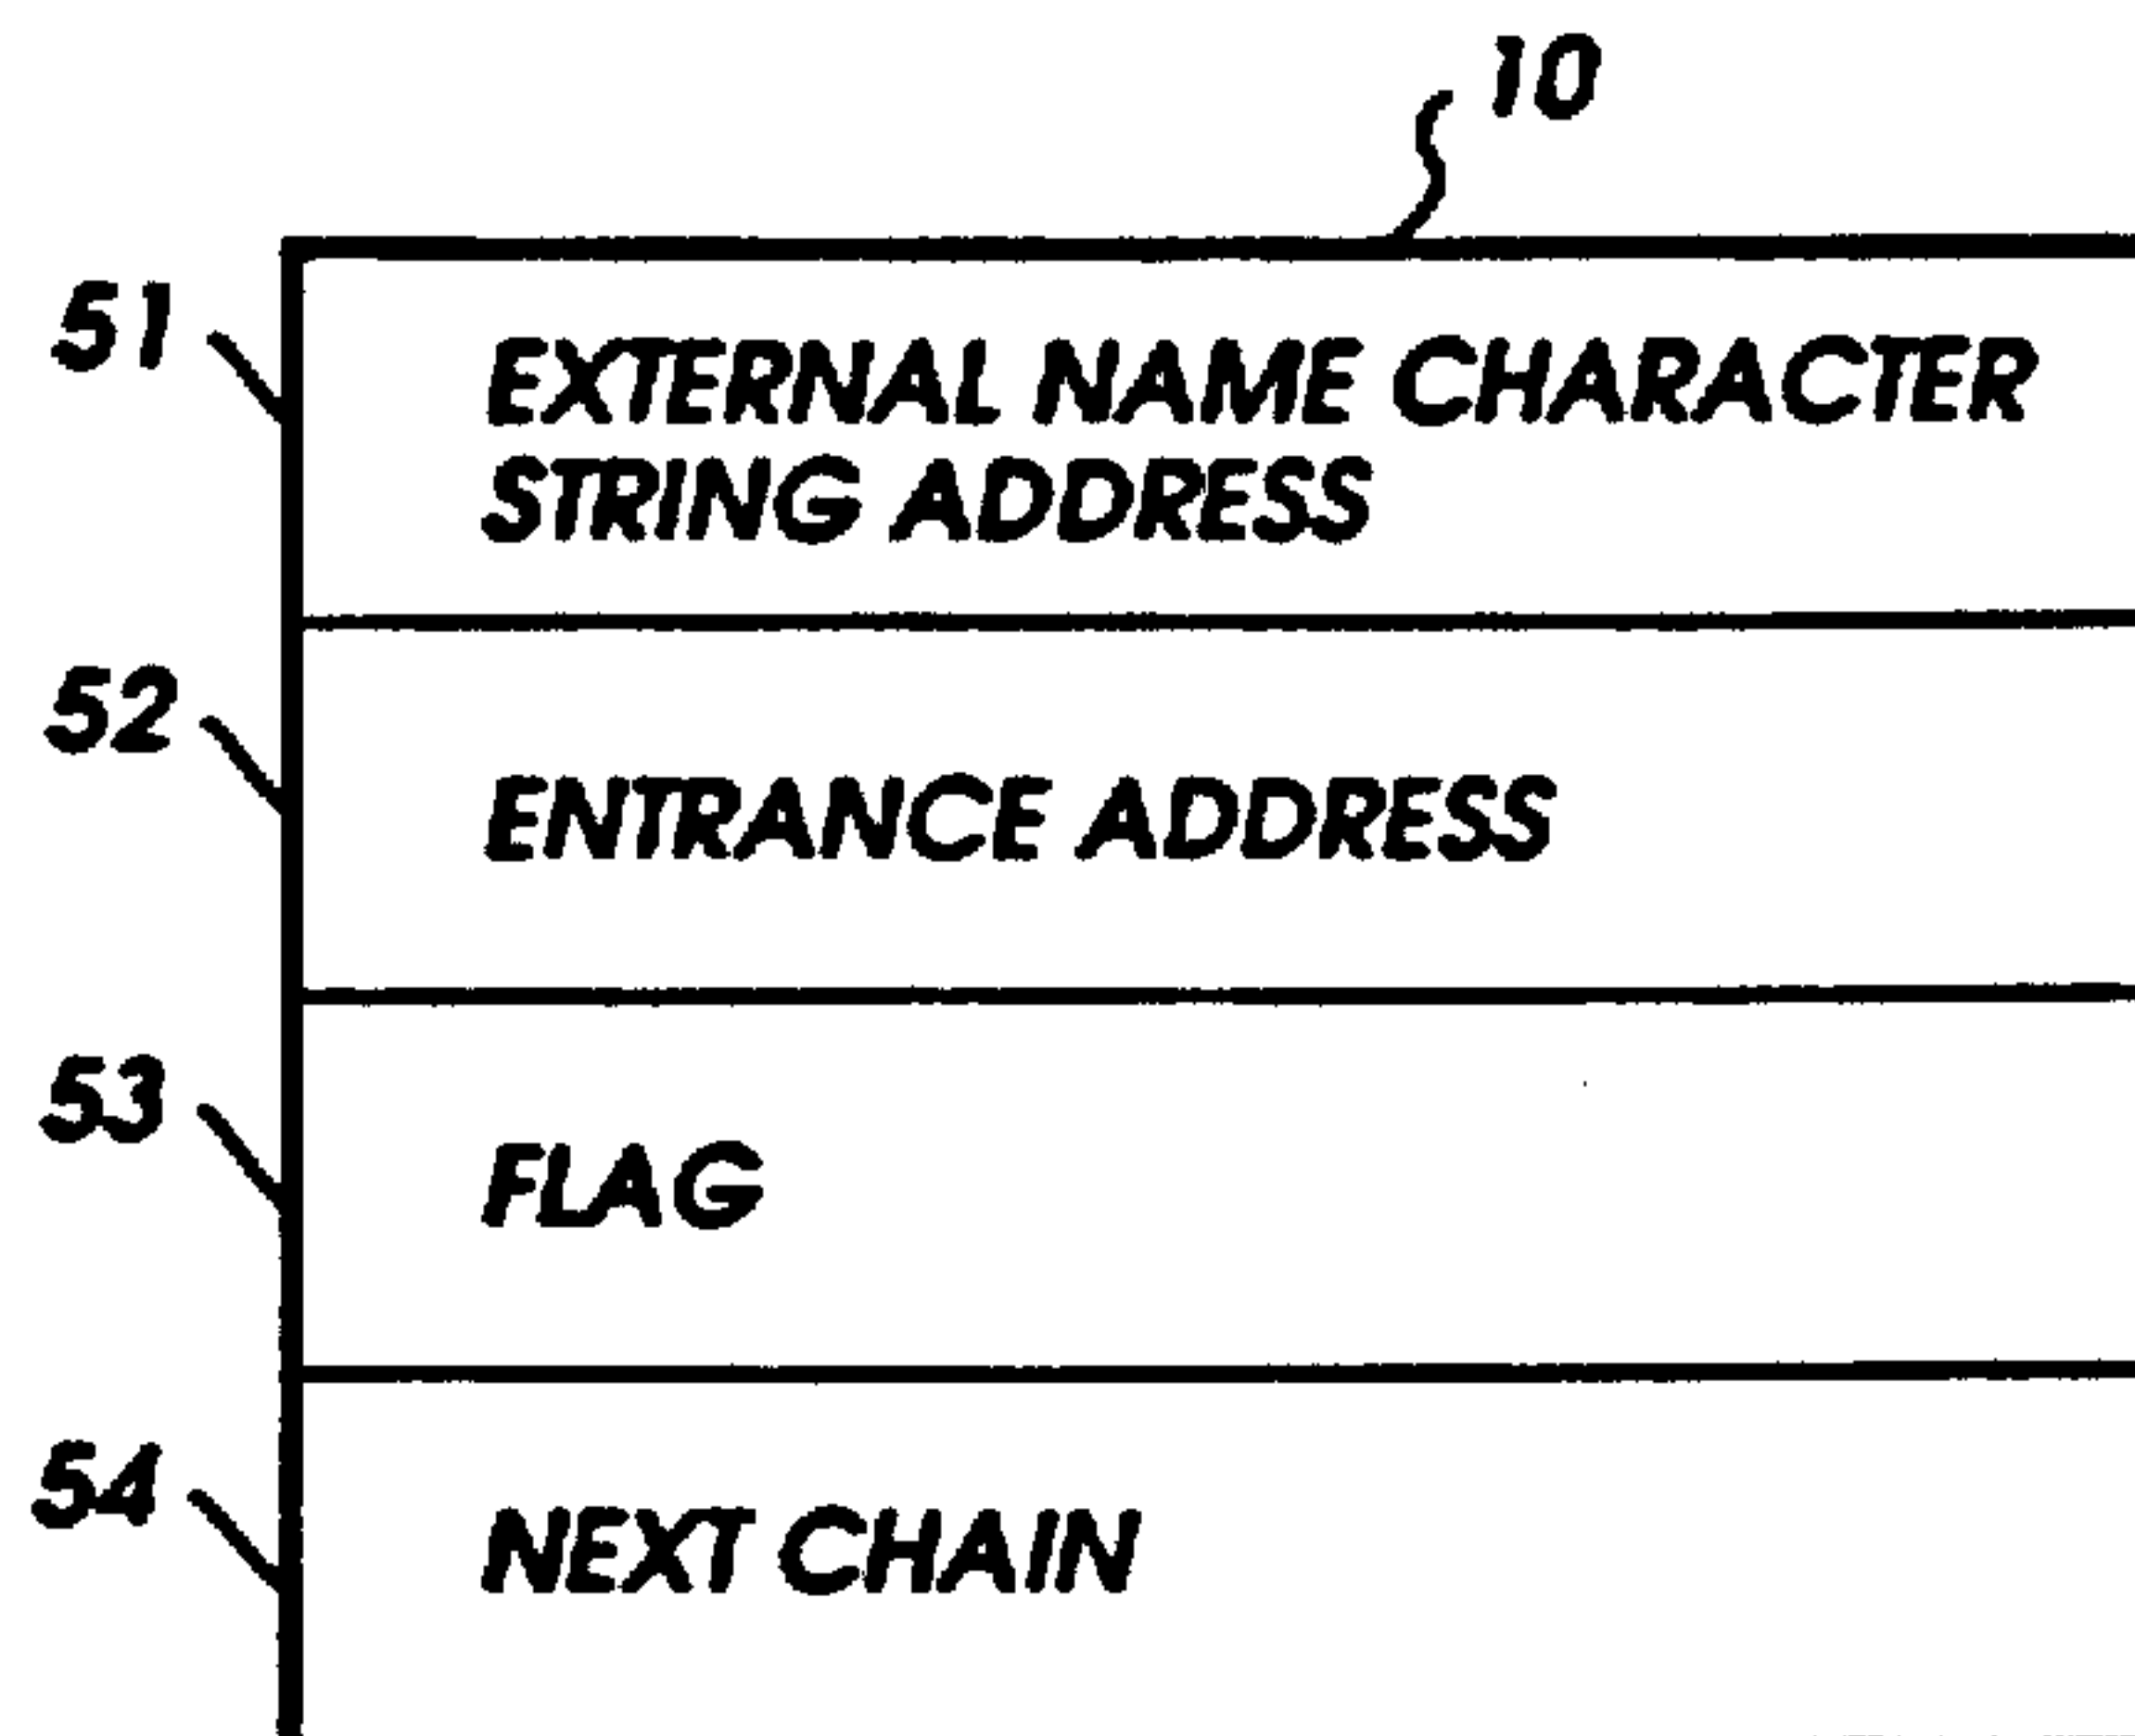 10
51
EXTERNAL NAME CHARACTER
STRING ADDRESS
52
ENTRANCE ADDRESS
53
FLAG
54
NEXT CHAIN